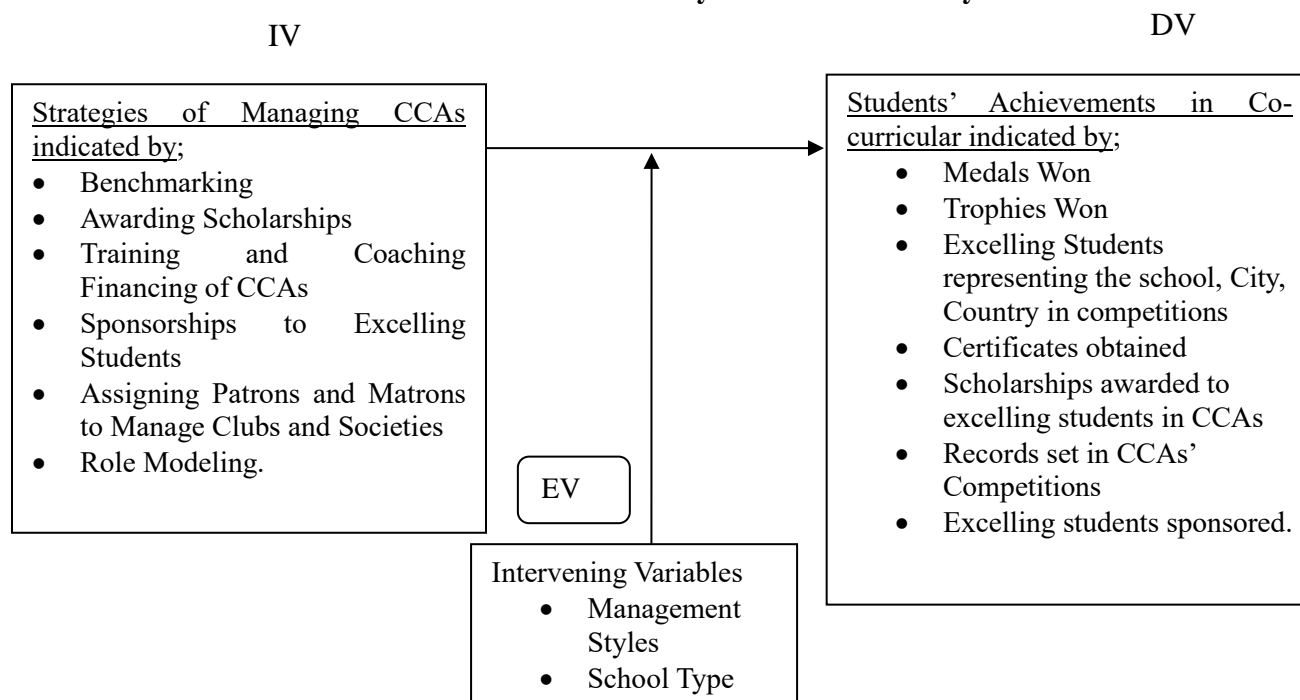 IV
DV
Strategies of Managing CCAs
indicated by;
• Benchmarking
• Awarding Scholarships
• Training and Coaching
Financing of CCAs
• Sponsorships to Excelling
Students
• Assigning Patrons and Matrons
to Manage Clubs and Societies
• Role Modeling.
Students’ Achievements in Co-
curricular indicated by;
• Medals Won
• Trophies Won
• Excelling Students
representing the school, City,
Country in competitions
• Certificates obtained
• Scholarships awarded to
excelling students in CCAs
• Records set in CCAs’
Competitions
• Excelling students sponsored.
EV
Intervening Variables
• Management
Styles
• School Type